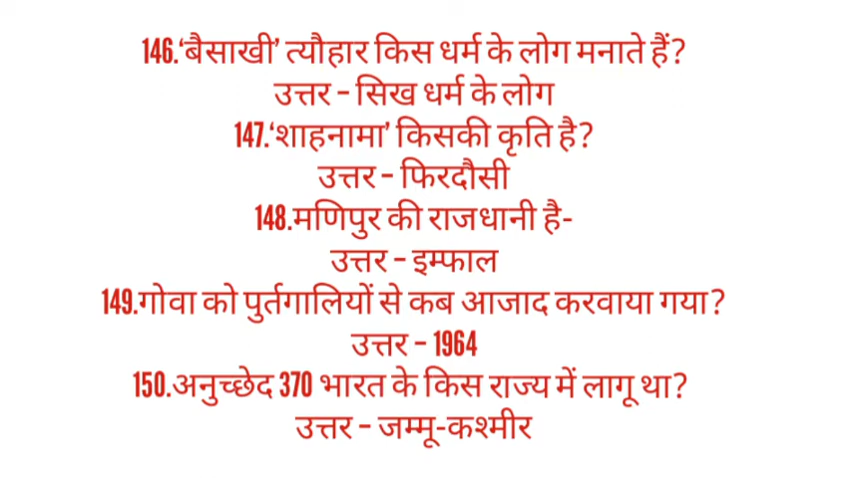 146.‘बैसाखी’ त्यौहार किस धर्म के लोग मनाते हैं?
उत्तर – सिख धर्म के लोग
147.‘शाहनामा’ किसकी कृति है?
उत्तर – फिरदौसी
148.मणिपुर की राजधानी है-
उत्तर – इम्फाल
149.गोवा को पुर्तगालियों से कब आजाद करवाया गया?
उत्तर – 1964
150.अनुच्छेद 370 भारत के किस राज्य में लागू था?
उत्तर – जम्मू-कश्मीर